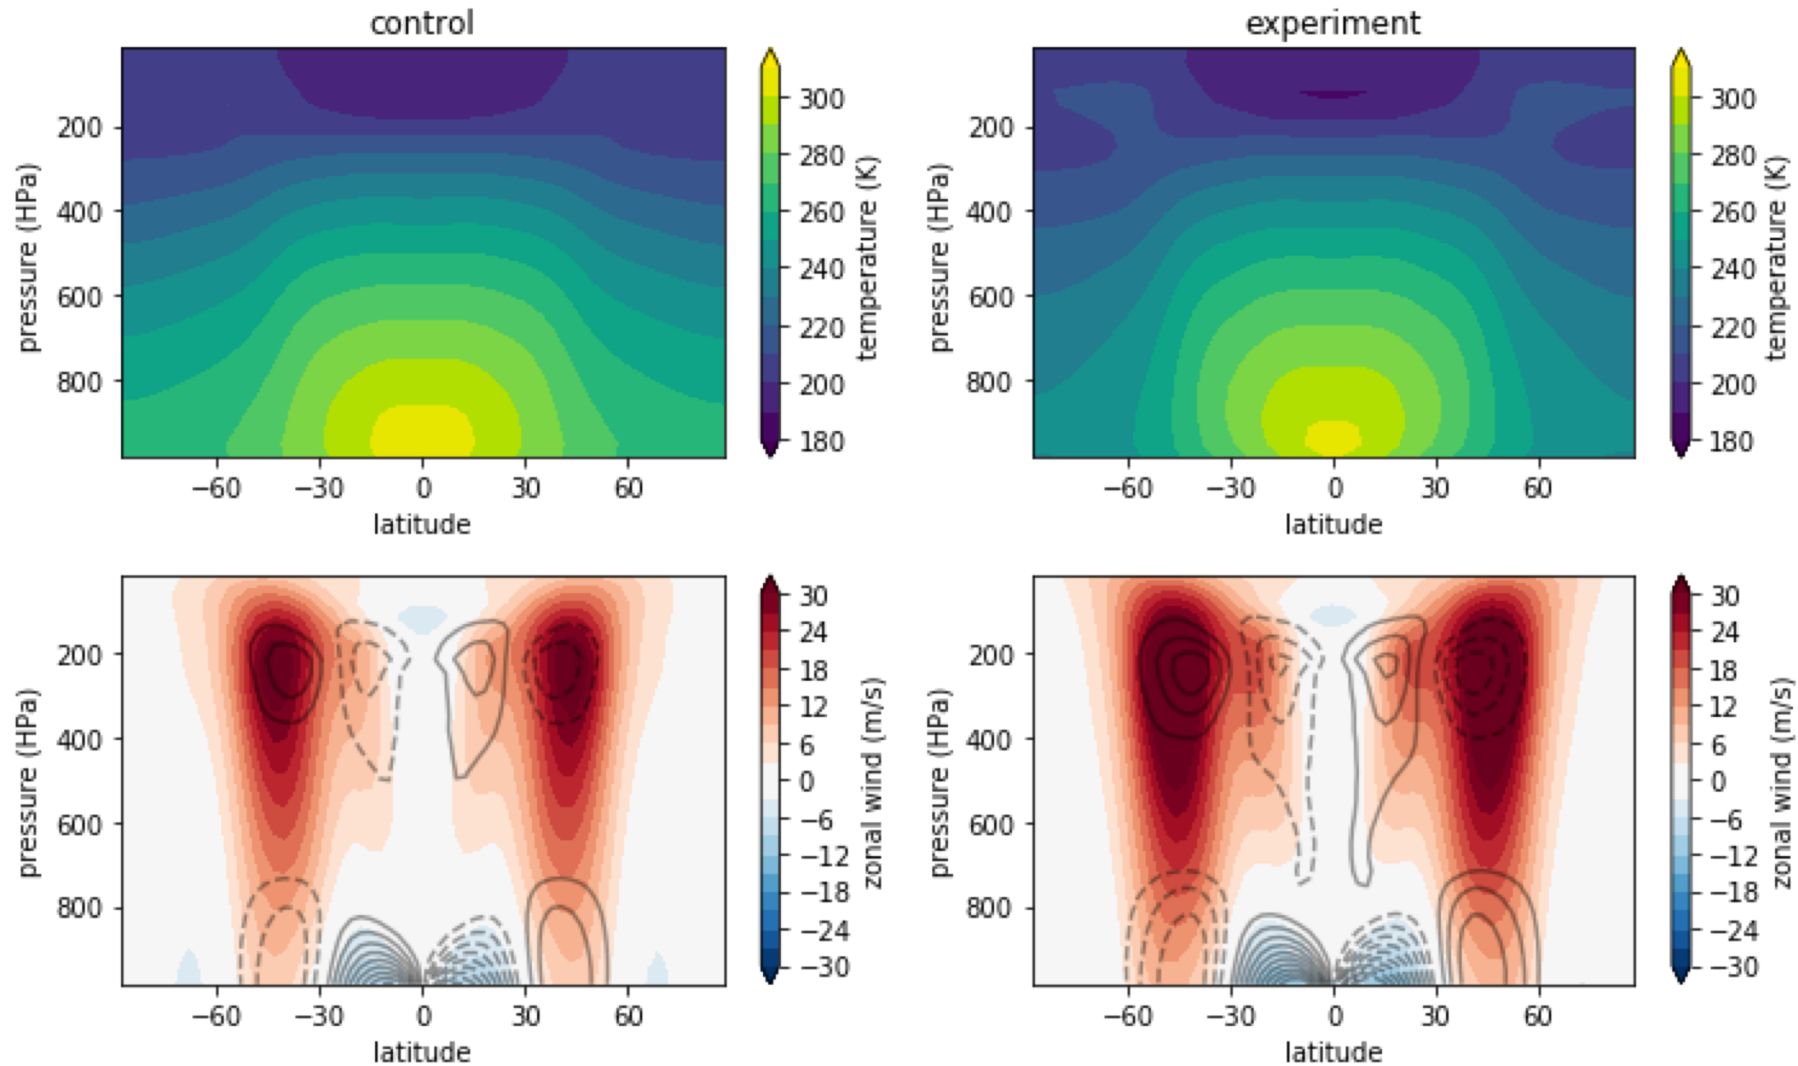 control
experiment
pressure (HPa)
200
400
600
800
−60 −30 0 30 60
latitude
300
280
260
240
220
200
180
temperature (K)
pressure (HPa)
200
400
600
800
−60 −30 0 30 60
latitude
300
280
260
240
220
200
180
temperature (K)
pressure (HPa)
200
400
600
800
−60 −30 0 30 60
latitude
30
24
18
12
6
0
−6
−12
−18
−24
−30
zonal wind (m/s)
pressure (HPa)
200
400
600
800
−60 −30 0 30 60
latitude
30
24
18
12
6
0
−6
−12
−18
−24
−30
zonal wind (m/s)